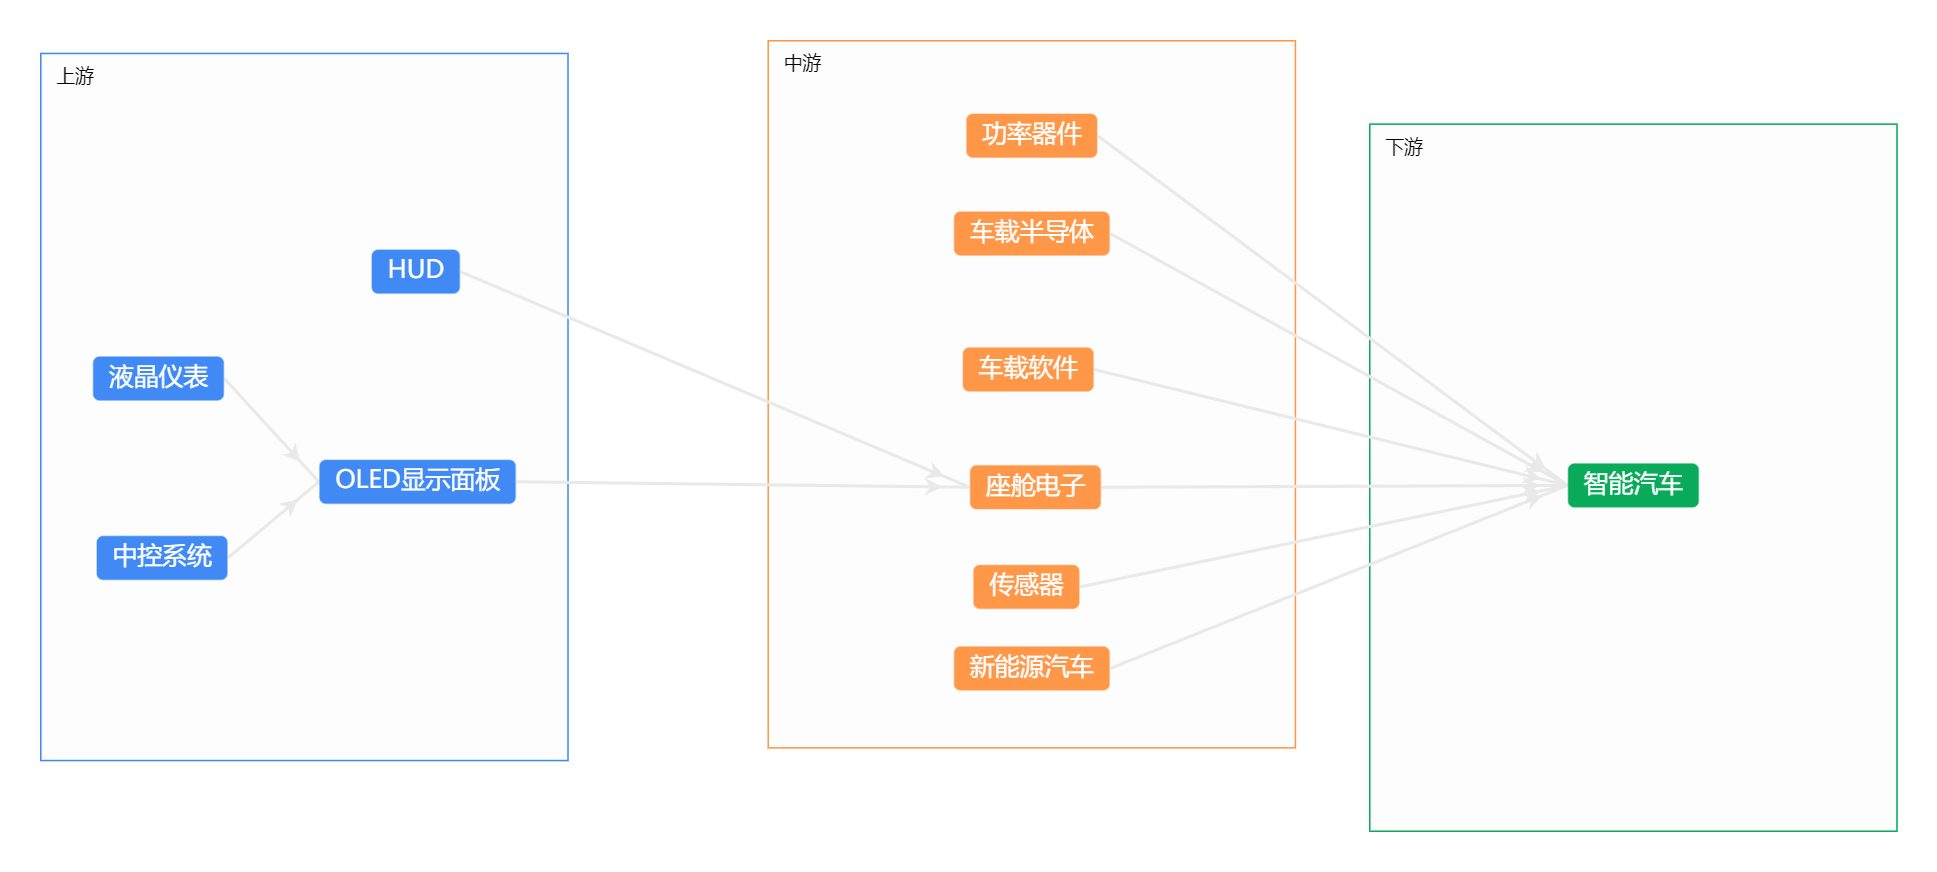 上游
HUD
液晶仪表
OLED显示面板
中控系统
中游
功率器件
车载半导体
车载软件
座舱电子
传感器
新能源汽车
下游
智能汽车